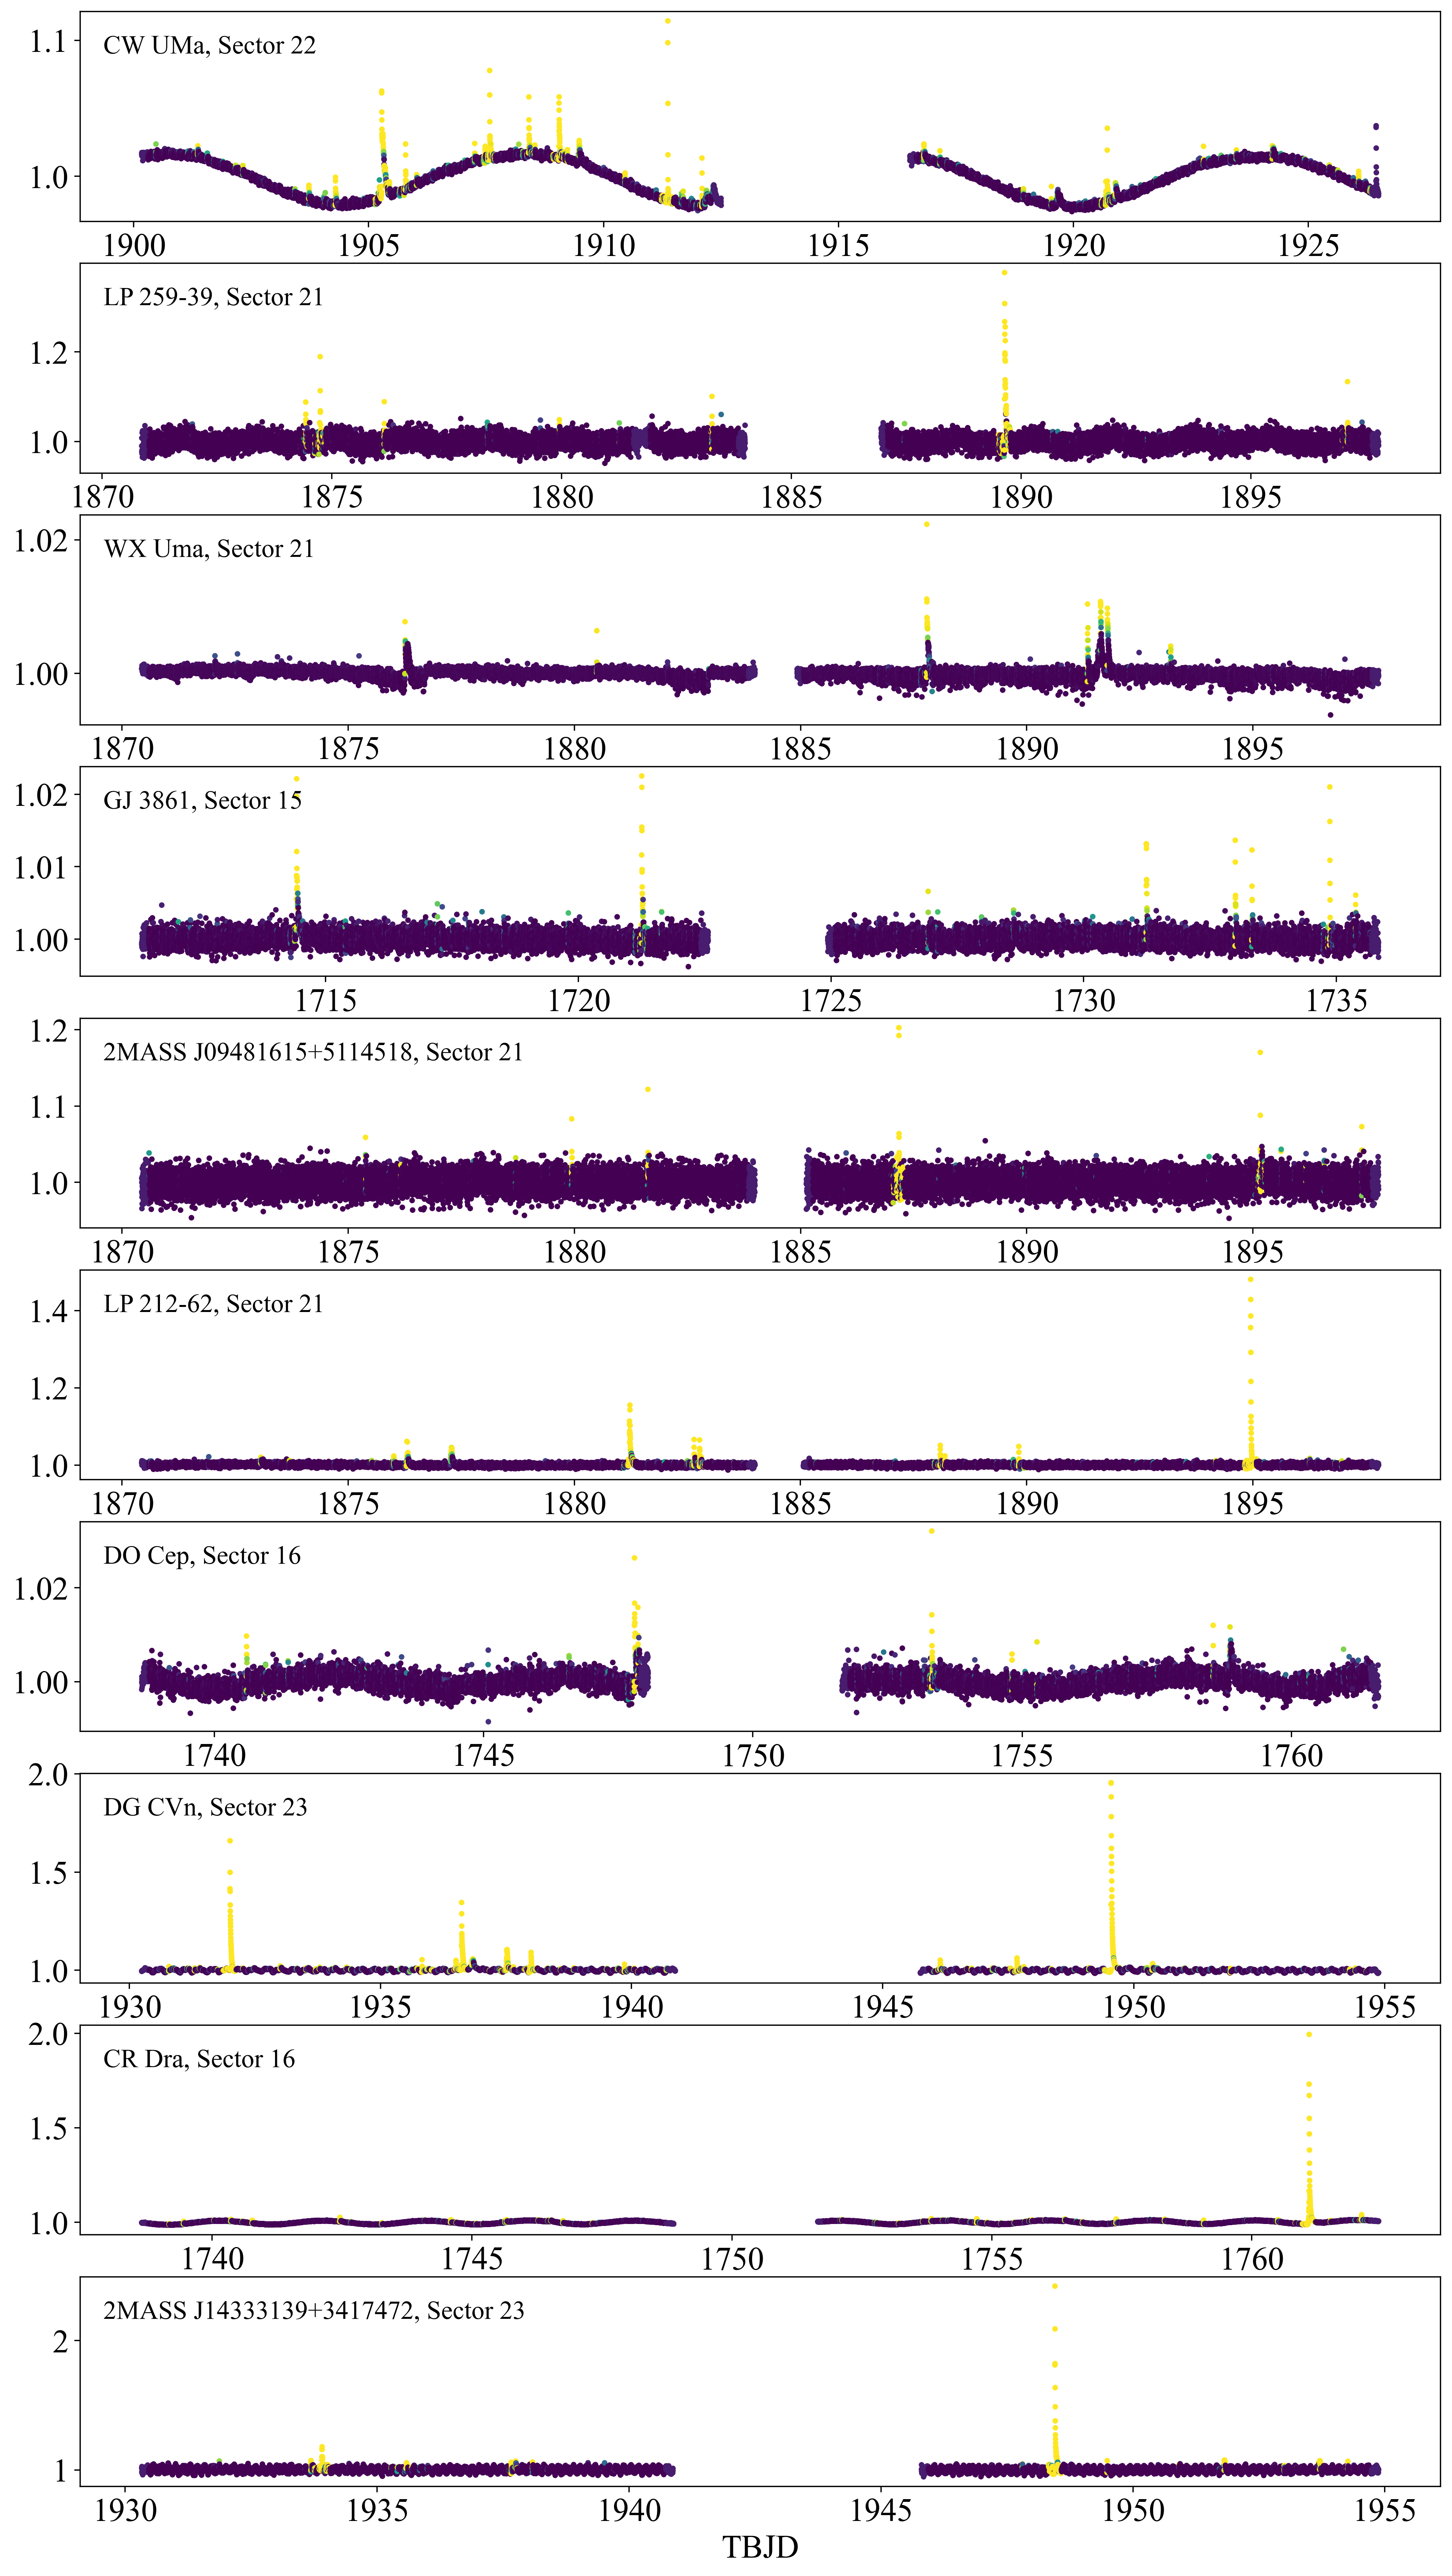 CW UMa, Sector 22
1.1
1.0
1900 1905 1910 1915 1920 1925
LP 259-39, Sector 21
1.2
1.0
1870 1875 1880 1885 1890 1895
WX Uma, Sector 21
1.02
1.00
1870 1875 1880 1885 1890 1895
GJ 3861, Sector 15
1.02
1.01
1.00
1715 1720 1725 1730 1735
2MASS J09481615+5114518, Sector 21
1.2
1.1
1.0
1870 1875 1880 1885 1890 1895
LP 212-62, Sector 21
1.4
1.2
1.0
1870 1875 1880 1885 1890 1895
DO Cep, Sector 16
1.02
1.00
1740 1745 1750 1755 1760
DG CVn, Sector 23
2.0
1.5
1.0
1930 1935 1940 1945 1950 1955
CR Dra, Sector 16
2.0
1.5
1.0
1740 1745 1750 1755 1760
2MASS J14333139+3417472, Sector 23
2
1
1930 1935 1940 1945 1950 1955
TBJD